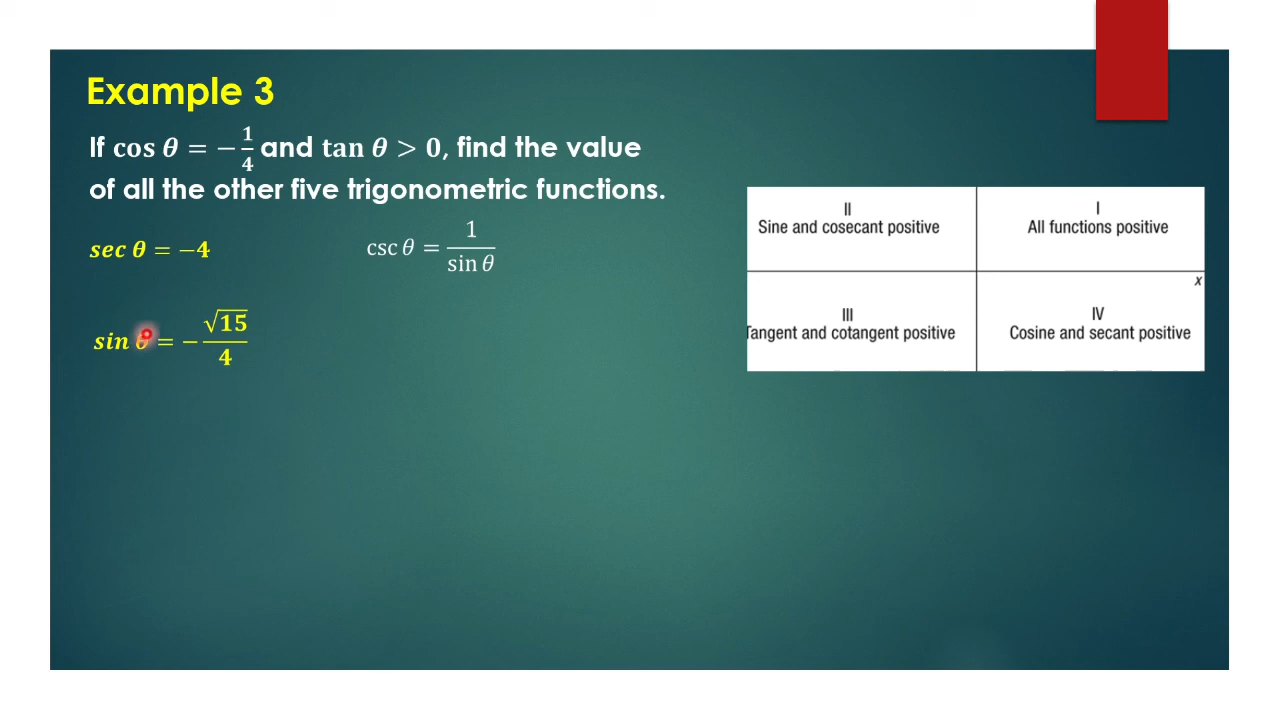 Example 3
If cos θ = −1/4 and tan θ > 0, find the value
of all the other five trigonometric functions.
sec θ = −4
csc θ = 1/sin θ
sin θ = −√15/4
II
Sine and cosecant positive
I
All functions positive
x
III
Tangent and cotangent positive
IV
Cosine and secant positive